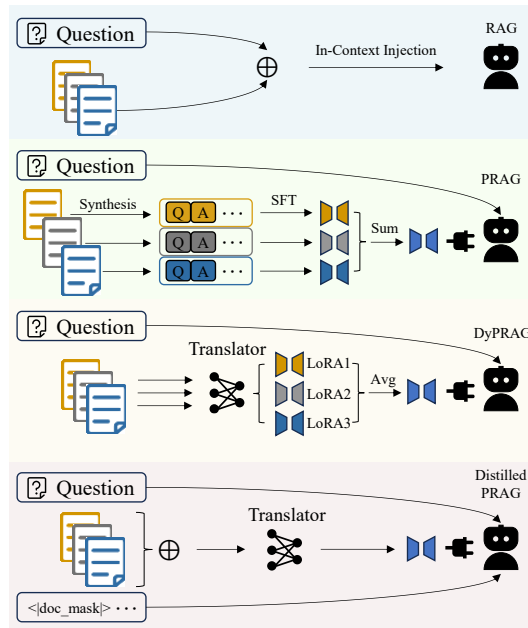 Question
RAG
In-Context Injection
Question
PRAG
Synthesis
Q A ...
SFT
Sum
Q A ...
Q A ...
Question
DyPRAG
Translator
LoRA1
LoRA2
Avg
LoRA3
Question
Distilled
PRAG
Translator
<|doc_mask|> ...